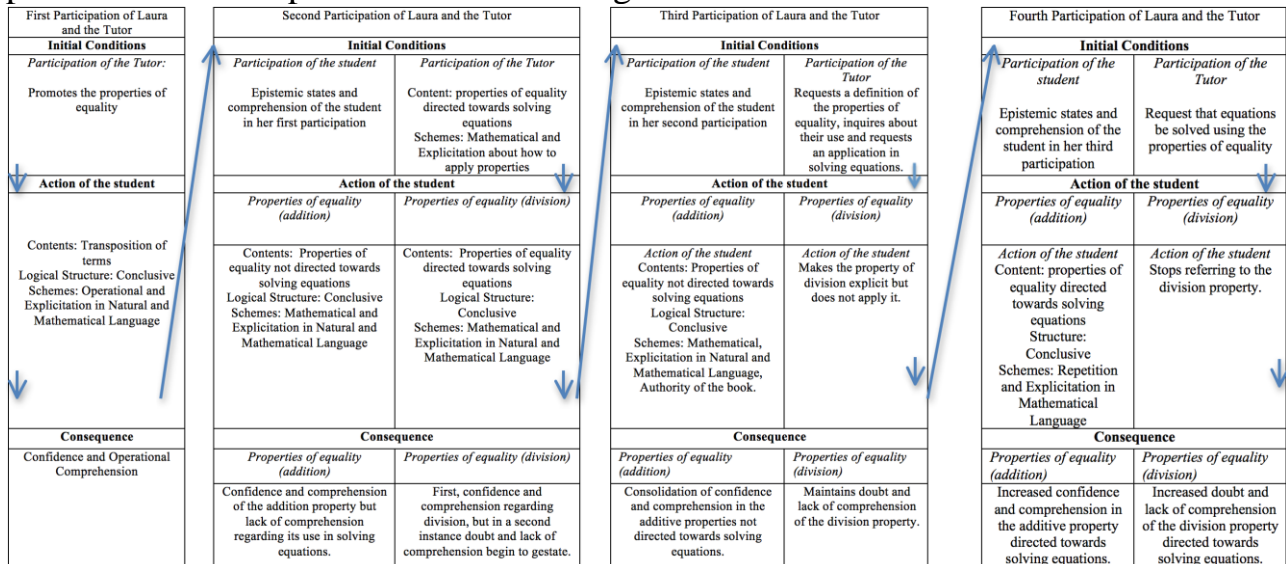 First Participation of Laura
and the Tutor
Initial Conditions
Participation of the Tutor:
Promotes the properties of
equality
Action of the student
Contents: Transposition of
terms
Logical Structure: Conclusive
Schemes: Operational and
Explicitation in Natural and
Mathematical Language
Consequence
Confidence and Operational
Comprehension
Second Participation of Laura and the Tutor
Initial Conditions
Participation of the student
Epistemic states and
comprehension of the student
in her first participation
Participation of the Tutor
Content: properties of equality
directed towards solving
equations
Schemes: Mathematical and
Explicitation about how to
apply properties
Action of the student
Properties of equality
(addition)
Contents: Properties of
equality not directed towards
solving equations
Logical Structure: Conclusive
Schemes: Mathematical and
Explicitation in Natural and
Mathematical Language
Properties of equality (division)
Contents: Properties of equality
directed towards solving
equations
Logical Structure:
Conclusive
Schemes: Mathematical and
Explicitation in Natural and
Mathematical Language
Consequence
Properties of equality
(addition)
Confidence and comprehension
of the addition property but
lack of comprehension
regarding its use in solving
equations.
Properties of equality (division)
First, confidence and
comprehension regarding
division, but in a second
instance doubt and lack of
comprehension begin to gestate.
Third Participation of Laura and the Tutor
Initial Conditions
Participation of the student
Epistemic states and
comprehension of the student
in her second participation
Participation of the
Tutor
Requests a definition of
the properties of
equality, inquires about
their use and requests
an application in
solving equations.
Action of the student
Properties of equality
(addition)
Action of the student
Contents: Properties of
equality not directed towards
solving equations
Logical Structure:
Conclusive
Schemes: Mathematical,
Explicitation in Natural and
Mathematical Language,
Authority of the book.
Properties of equality
(division)
Action of the student
Makes the property of
division explicit but
does not apply it.
Consequence
Properties of equality
(addition)
Consolidation of confidence
and comprehension in the
additive properties not
directed towards solving
equations.
Properties of equality
(division)
Maintains doubt and
lack of comprehension
of the division property.
Fourth Participation of Laura and the Tutor
Initial Conditions
Participation of the
student
Epistemic states and
comprehension of the
student in her third
participation
Participation of the
Tutor
Request that equations
be solved using the
properties of equality
Action of the student
Properties of equality
(addition)
Action of the student
Content: properties of
equality directed
towards solving
equations
Structure:
Conclusive
Schemes: Repetition
and Explicitation in
Mathematical
Language
Properties of equality
(division)
Action of the student
Stops referring to the
division property.
Consequence
Properties of equality
(addition)
Increased confidence
and comprehension in
the additive property
directed towards
solving equations.
Properties of equality
(division)
Increased doubt and
lack of comprehension
of the division property
directed towards
solving equations.